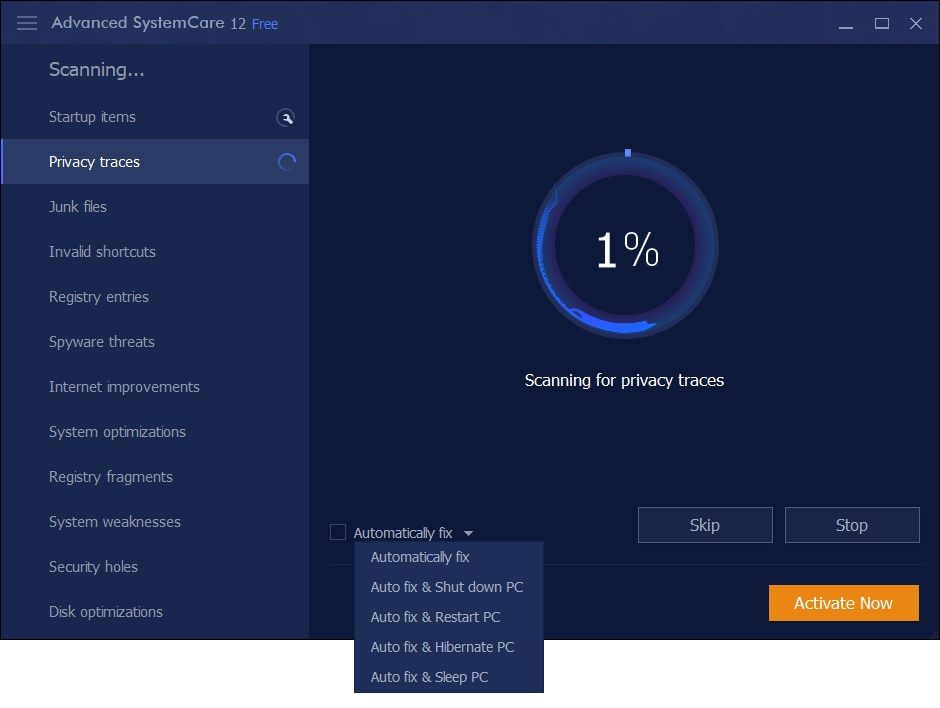 Advanced SystemCare 12 Free
Scanning...
Startup items
Privacy traces
Junk files
Invalid shortcuts
Registry entries
Spyware threats
Internet improvements
System optimizations
Registry fragments
System weaknesses
Security holes
Disk optimizations
1%
Scanning for privacy traces
Automatically fix
Skip
Stop
Automatically fix
Auto fix & Shut down PC
Auto fix & Restart PC
Auto fix & Hibernate PC
Auto fix & Sleep PC
Activate Now